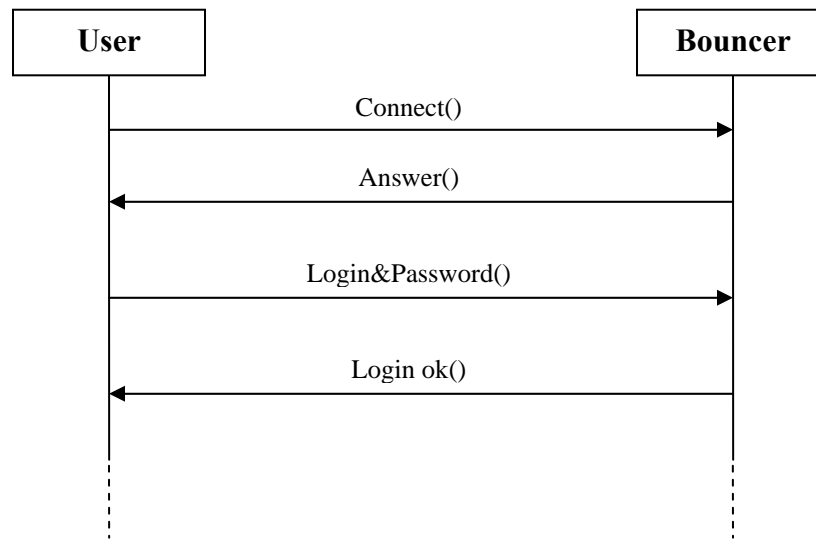 User
Bouncer
Connect()
Answer()
Login&Password()
Login ok()